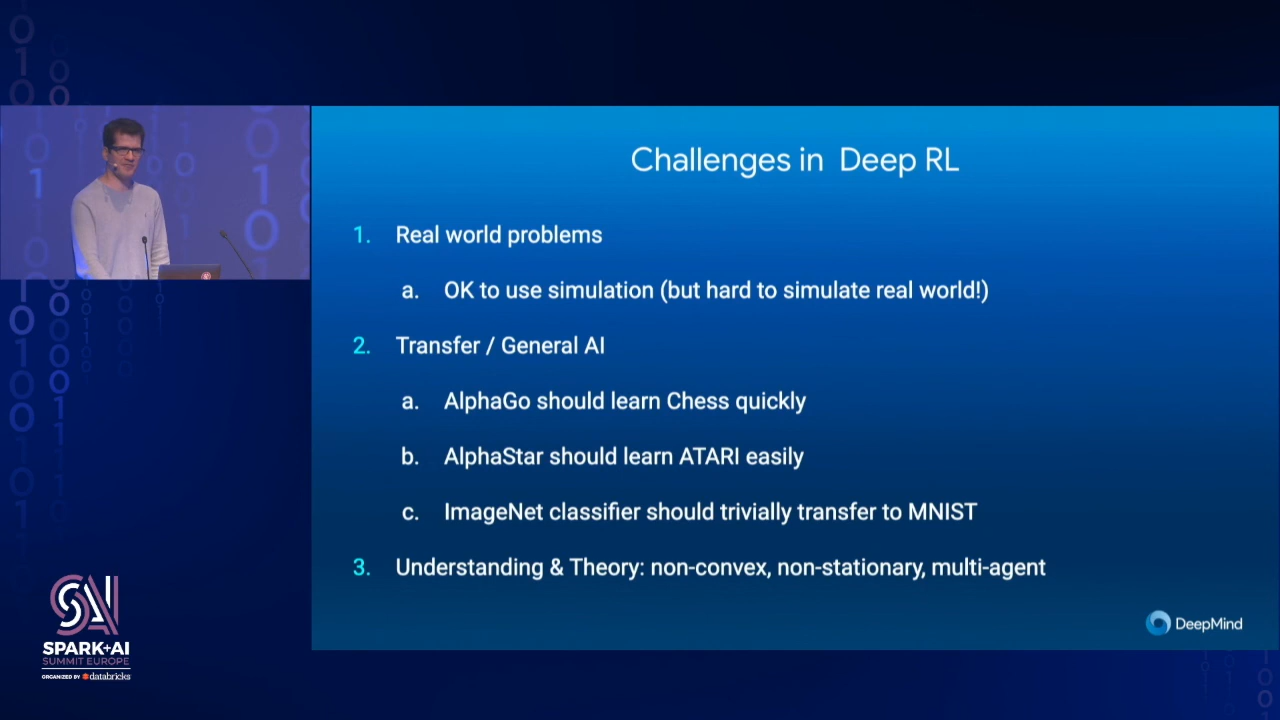 Challenges in Deep RL
1. Real world problems
a. OK to use simulation (but hard to simulate real world!)
2. Transfer / General AI
a. AlphaGo should learn Chess quickly
b. AlphaStar should learn ATARI easily
c. ImageNet classifier should trivially transfer to MNIST
3. Understanding & Theory: non-convex, non-stationary, multi-agent
DeepMind
SAI
SPARK+AI
SUMMIT EUROPE
ORGANIZED BY databricks